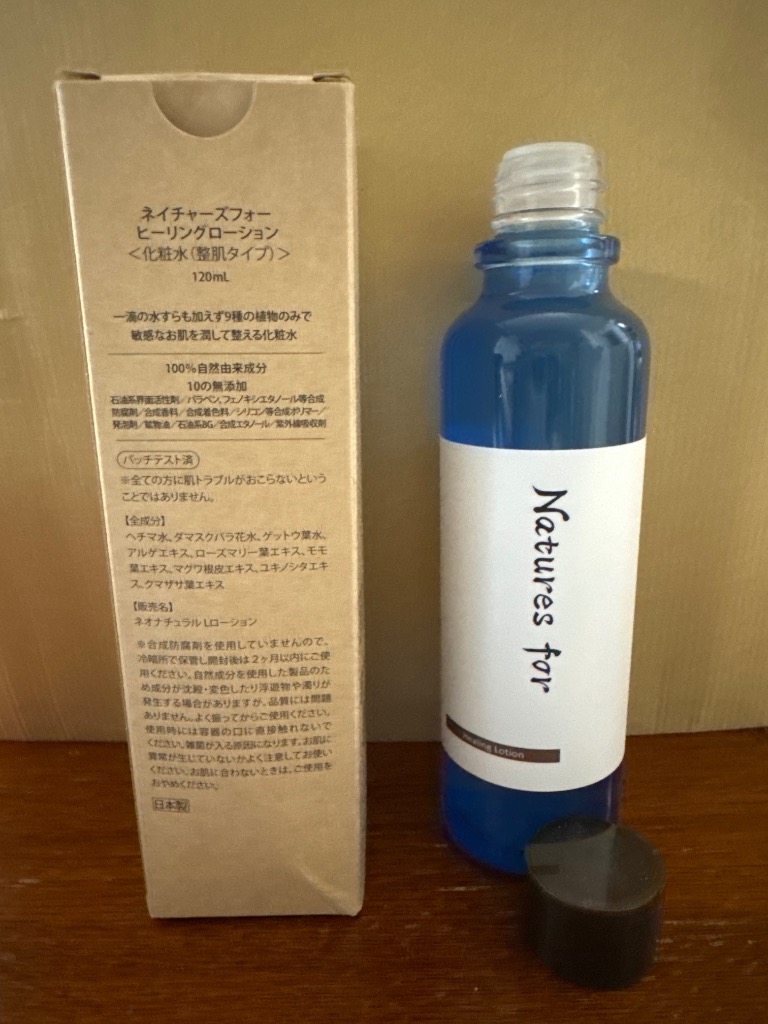 ネイチャーズフォー
ヒーリングローション
＜化粧水（整肌タイプ）＞
120mL
一滴の水すらも加えず9種の植物のみで
敏感なお肌を潤して整える化粧水
100%自然由来成分
10の無添加
石油系界面活性剤／パラベン,フェノキシエタノール等合成
防腐剤／合成香料／合成着色料／シリコン等合成ポリマー／
発泡剤／鉱物油／石油系BG／合成エタノール／紫外線吸収剤
パッチテスト済
※全ての方に肌トラブルがおこらないという
ことではありません。
【全成分】
ヘチマ水、ダマスクバラ花水、ゲットウ葉水、
アルゲエキス、ローズマリー葉エキス、モモ
葉エキス、マグワ根皮エキス、ユキノシタエキ
ス、クマザサ葉エキス
【販売名】
ネオナチュラル Lローション
※合成防腐剤を使用していませんので、
冷暗所で保管し開封後は2ヶ月以内にご使
用ください。自然成分を使用した製品のた
め成分が沈殿・変色したり浮遊物や濁りが
発生する場合がありますが、品質には問題
ありません。よく振ってからご使用ください。
使用時には容器の口に直接触れないで
ください。雑菌が入る原因になります。お肌に
異常が生じていないかよく注意してお使い
ください。お肌に合わないときは、ご使用を
おやめください。
日本製
Natures for
Healing Lotion